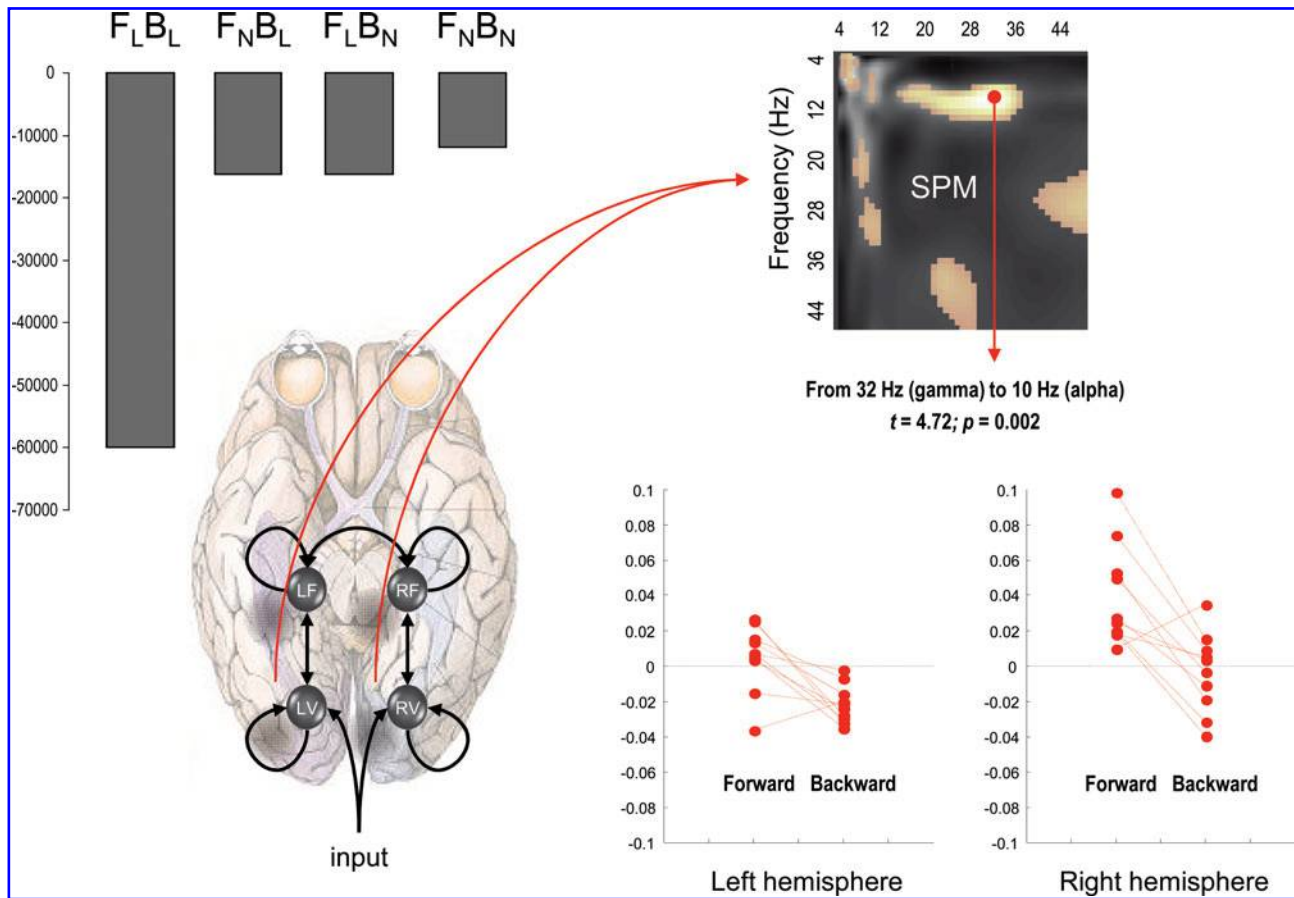 F_LB_L F_NB_L F_LB_N F_NB_N
0
-10000
-20000
-30000
-40000
-50000
-60000
-70000
LF RF
LV RV
input
4 12 20 28 36 44
Frequency (Hz)
4
12
20
28
36
44
SPM
From 32 Hz (gamma) to 10 Hz (alpha)
t = 4.72; p = 0.002
0.1
0.08
0.06
0.04
0.02
0
-0.02
-0.04
-0.06
-0.08
-0.1
Forward Backward
Left hemisphere
0.1
0.08
0.06
0.04
0.02
0
-0.02
-0.04
-0.06
-0.08
-0.1
Forward Backward
Right hemisphere